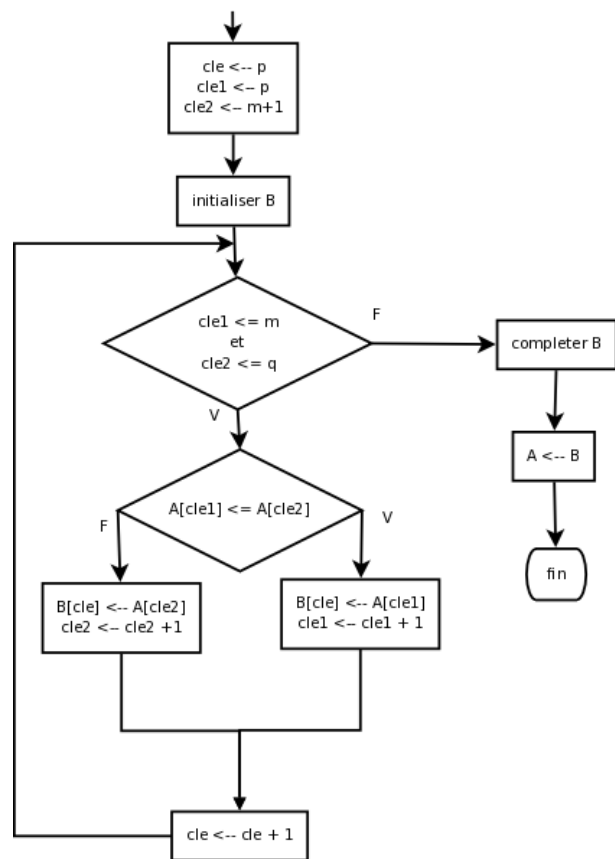 cle <-- p
cle1 <-- p
cle2 <-- m+1
initialiser B
cle1 <= m
et
cle2 <= q
F
completer B
V
A <-- B
A[cle1] <= A[cle2]
F
V
fin
B[cle] <-- A[cle2]
cle2 <-- cle2 +1
B[cle] <-- A[cle1]
cle1 <-- cle1 + 1
cle <-- cle + 1